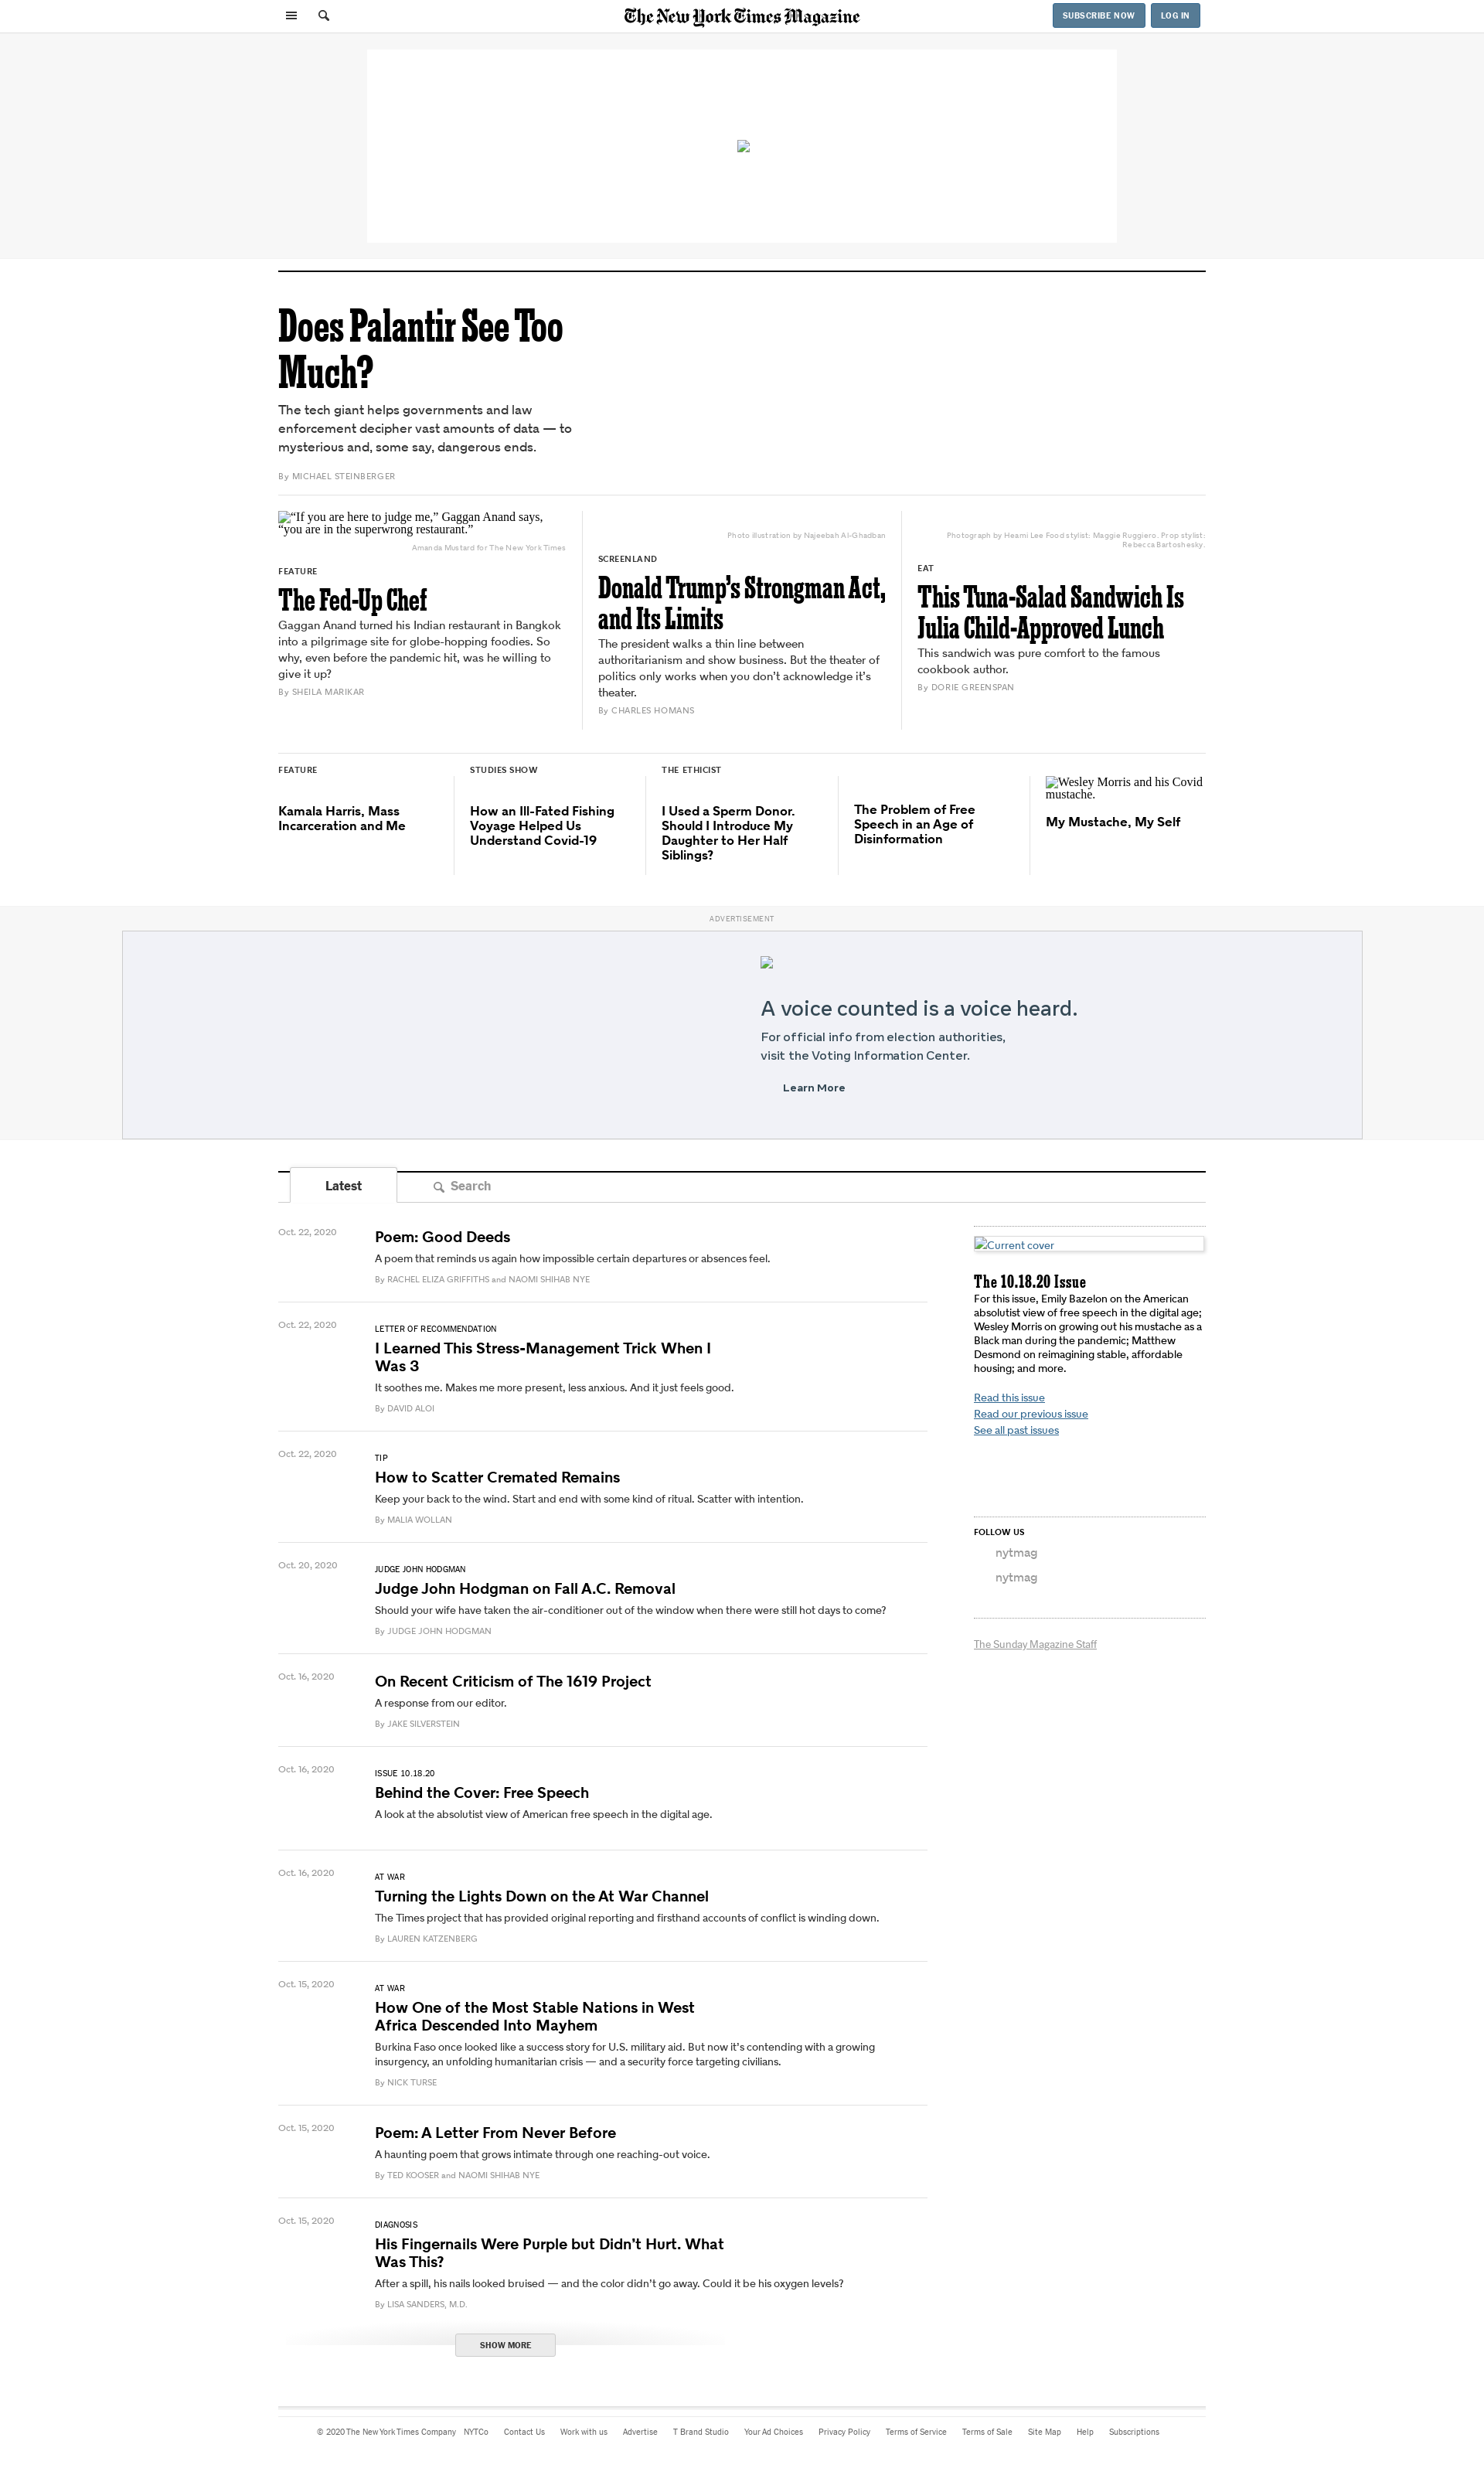 The New York Times Magazine
SUBSCRIBE NOW
LOG IN
Does Palantir See Too
Much?
The tech giant helps governments and law
enforcement decipher vast amounts of data — to
mysterious and, some say, dangerous ends.
By MICHAEL STEINBERGER
“If you are here to judge me,” Gaggan Anand says,
“you are in the superwrong restaurant.”
Amanda Mustard for The New York Times
FEATURE
The Fed-Up Chef
Gaggan Anand turned his Indian restaurant in Bangkok
into a pilgrimage site for globe-hopping foodies. So
why, even before the pandemic hit, was he willing to
give it up?
By SHEILA MARIKAR
Photo illustration by Najeebah Al-Ghadban
SCREENLAND
Donald Trump’s Strongman Act,
and Its Limits
The president walks a thin line between
authoritarianism and show business. But the theater of
politics only works when you don’t acknowledge it’s
theater.
By CHARLES HOMANS
Photograph by Heami Lee Food stylist: Maggie Ruggiero. Prop stylist:
Rebecca Bartoshesky.
EAT
This Tuna-Salad Sandwich Is
Julia Child-Approved Lunch
This sandwich was pure comfort to the famous
cookbook author.
By DORIE GREENSPAN
FEATURE
Kamala Harris, Mass
Incarceration and Me
STUDIES SHOW
How an Ill-Fated Fishing
Voyage Helped Us
Understand Covid-19
THE ETHICIST
I Used a Sperm Donor.
Should I Introduce My
Daughter to Her Half
Siblings?
The Problem of Free
Speech in an Age of
Disinformation
Wesley Morris and his Covid
mustache.
My Mustache, My Self
ADVERTISEMENT
A voice counted is a voice heard.
For official info from election authorities,
visit the Voting Information Center.
Learn More
Latest
Search
Oct. 22, 2020
Poem: Good Deeds
A poem that reminds us again how impossible certain departures or absences feel.
By RACHEL ELIZA GRIFFITHS and NAOMI SHIHAB NYE
Oct. 22, 2020
LETTER OF RECOMMENDATION
I Learned This Stress-Management Trick When I
Was 3
It soothes me. Makes me more present, less anxious. And it just feels good.
By DAVID ALOI
Oct. 22, 2020
TIP
How to Scatter Cremated Remains
Keep your back to the wind. Start and end with some kind of ritual. Scatter with intention.
By MALIA WOLLAN
Oct. 20, 2020
JUDGE JOHN HODGMAN
Judge John Hodgman on Fall A.C. Removal
Should your wife have taken the air-conditioner out of the window when there were still hot days to come?
By JUDGE JOHN HODGMAN
Oct. 16, 2020
On Recent Criticism of The 1619 Project
A response from our editor.
By JAKE SILVERSTEIN
Oct. 16, 2020
ISSUE 10.18.20
Behind the Cover: Free Speech
A look at the absolutist view of American free speech in the digital age.
Oct. 16, 2020
AT WAR
Turning the Lights Down on the At War Channel
The Times project that has provided original reporting and firsthand accounts of conflict is winding down.
By LAUREN KATZENBERG
Oct. 15, 2020
AT WAR
How One of the Most Stable Nations in West
Africa Descended Into Mayhem
Burkina Faso once looked like a success story for U.S. military aid. But now it’s contending with a growing
insurgency, an unfolding humanitarian crisis — and a security force targeting civilians.
By NICK TURSE
Oct. 15, 2020
Poem: A Letter From Never Before
A haunting poem that grows intimate through one reaching-out voice.
By TED KOOSER and NAOMI SHIHAB NYE
Oct. 15, 2020
DIAGNOSIS
His Fingernails Were Purple but Didn’t Hurt. What
Was This?
After a spill, his nails looked bruised — and the color didn’t go away. Could it be his oxygen levels?
By LISA SANDERS, M.D.
SHOW MORE
Current cover
The 10.18.20 Issue
For this issue, Emily Bazelon on the American
absolutist view of free speech in the digital age;
Wesley Morris on growing out his mustache as a
Black man during the pandemic; Matthew
Desmond on reimagining stable, affordable
housing; and more.
Read this issue
Read our previous issue
See all past issues
FOLLOW US
nytmag
nytmag
The Sunday Magazine Staff
© 2020 The New York Times Company NYTCo Contact Us Work with us Advertise T Brand Studio Your Ad Choices Privacy Policy Terms of Service Terms of Sale Site Map Help Subscriptions